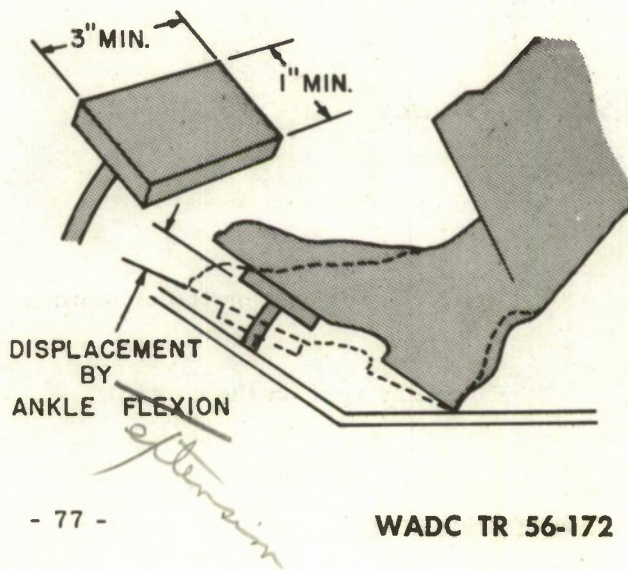 3" MIN.
1" MIN.
DISPLACEMENT
BY
ANKLE FLEXION
extension
- 77 -
WADC TR 56-172